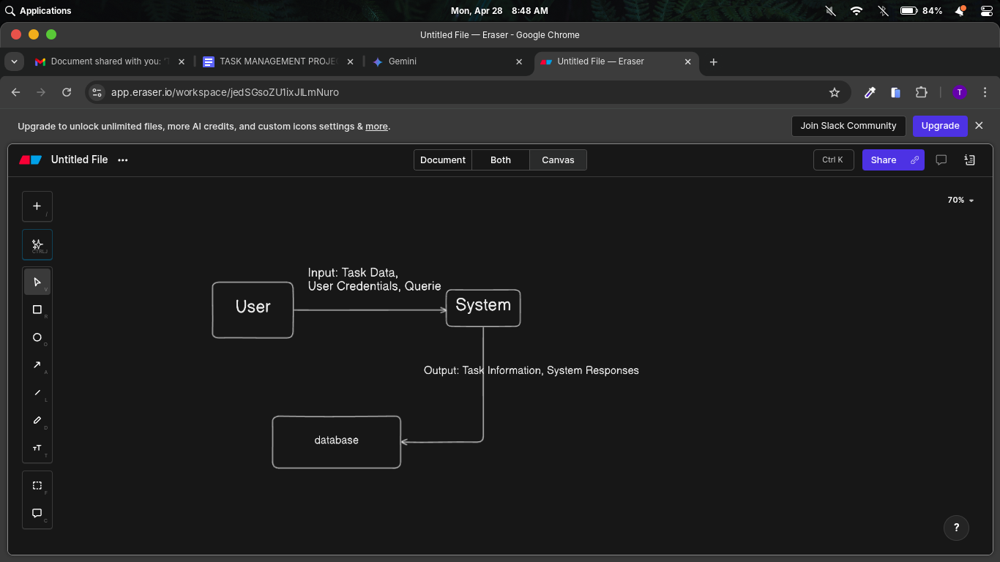 Applications
Mon, Apr 28 8:48 AM
84%
Untitled File — Eraser - Google Chrome
Document shared with you: "
TASK MANAGEMENT PROJE
Gemini
Untitled File — Eraser
app.eraser.io/workspace/jedSGsoZU1ixJlLmNuro
T
Upgrade to unlock unlimited files, more AI credits, and custom icons settings & more.
Join Slack Community
Upgrade
Untitled File
Document
Both
Canvas
Ctrl K
Share
70%
/
CTRL J
V
R
O
A
L
D
T
F
C
Input: Task Data,
User Credentials, Querie
User
System
Output: Task Information, System Responses
database
?